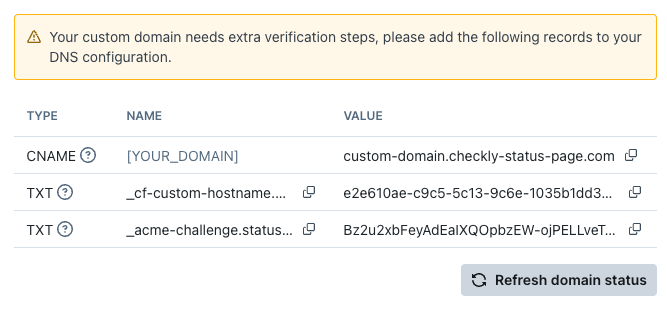 Your custom domain needs extra verification steps, please add the following records to your
DNS configuration.
TYPE NAME VALUE
CNAME [YOUR_DOMAIN] custom-domain.checkly-status-page.com
TXT _cf-custom-hostname.... e2e610ae-c9c5-5c13-9c6e-1035b1dd3...
TXT _acme-challenge.status... Bz2u2xbFeyAdEalXQOpbzEW-ojPELLveT...
Refresh domain status